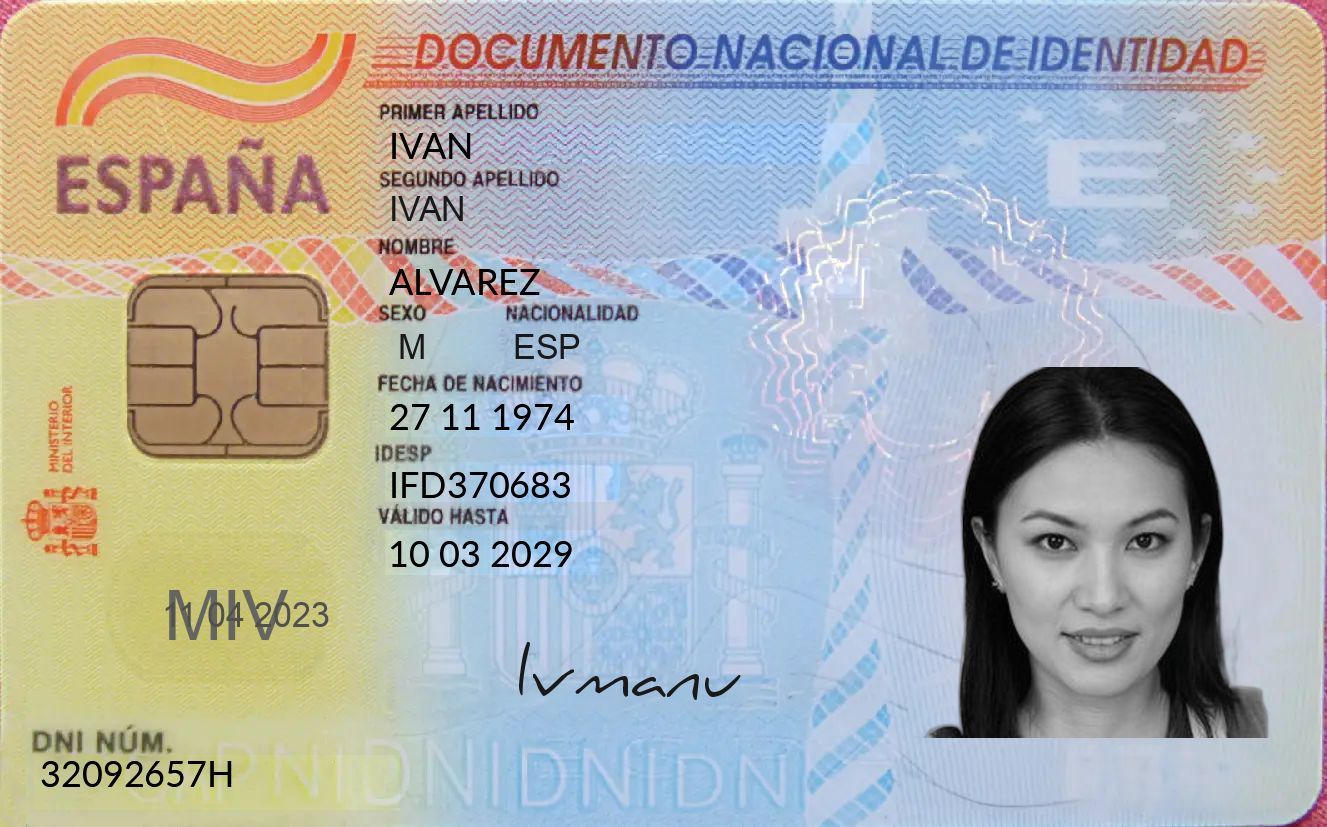 DOCUMENTO NACIONAL DE IDENTIDAD
ESPAÑA
PRIMER APELLIDO
IVAN
SEGUNDO APELLIDO
IVAN
NOMBRE
ALVAREZ
SEXO NACIONALIDAD
M ESP
FECHA DE NACIMIENTO
27 11 1974
IDESP
IFD370683
VÁLIDO HASTA
10 03 2029
MINISTERIO
DEL INTERIOR
E
MIV
11 04 2023
DNI NÚM.
32092657H
DNIDNIDNI